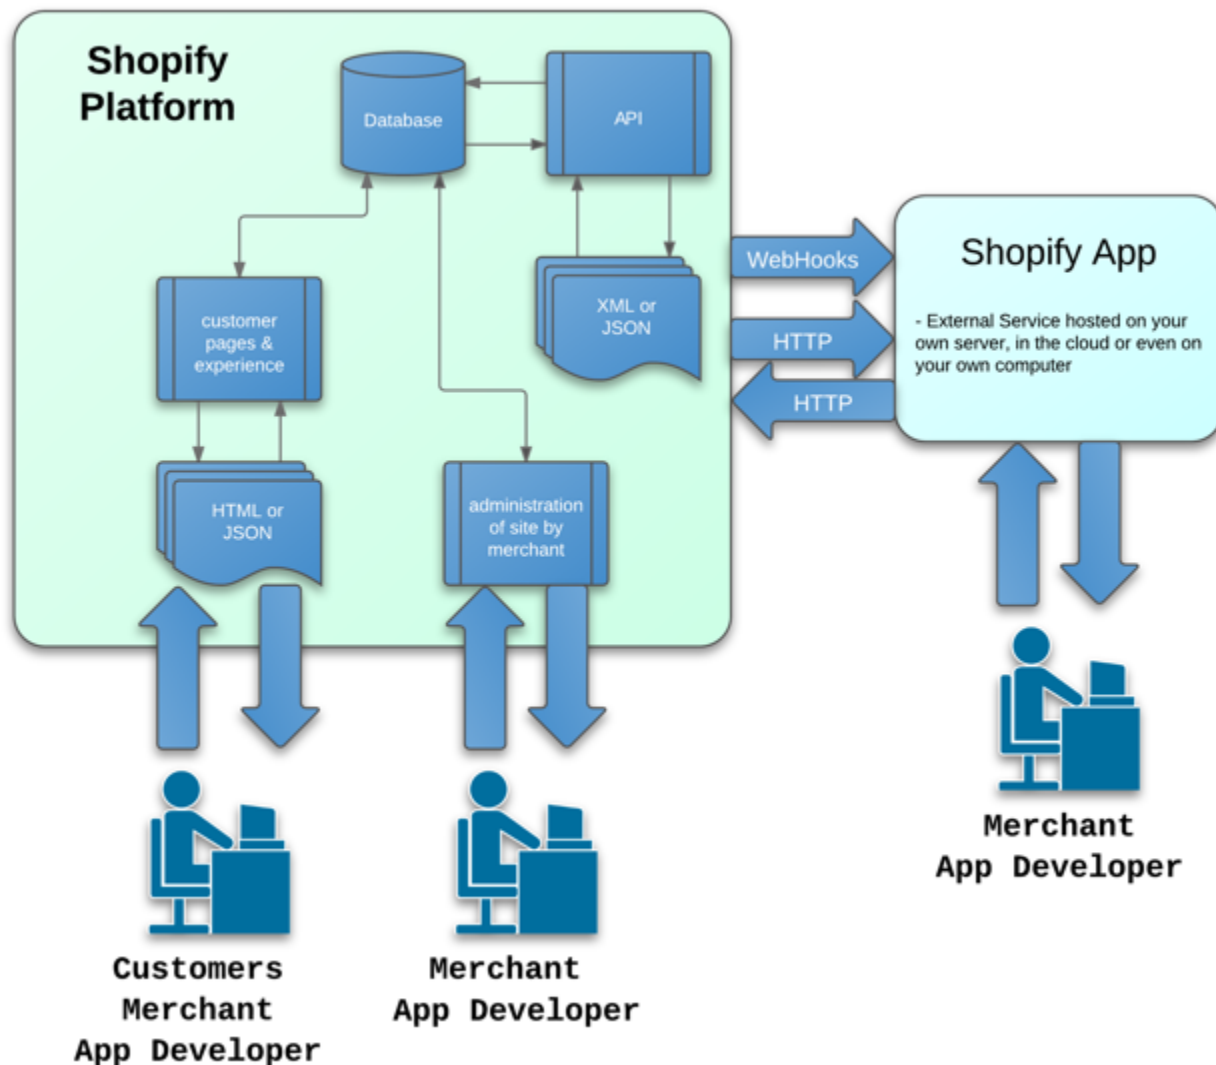 Shopify
Platform
Database
API
customer
pages &
experience
XML or
JSON
HTML or
JSON
administration
of site by
merchant
WebHooks
HTTP
HTTP
Shopify App
- External Service hosted on your
own server, in the cloud or even on
your own computer
Customers
Merchant
App Developer
Merchant
App Developer
Merchant
App Developer